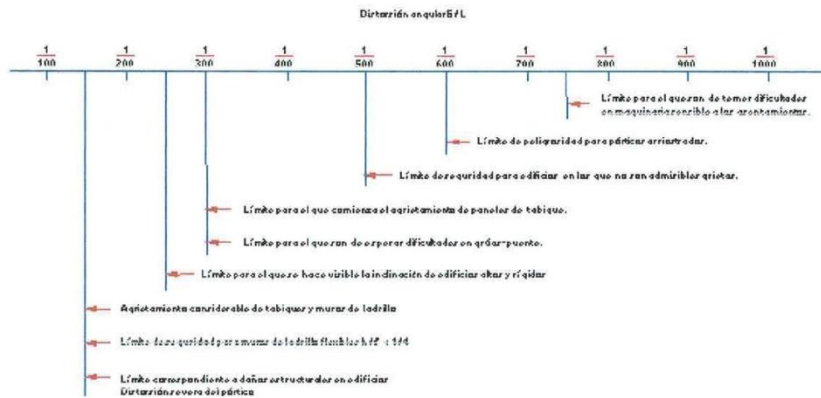 Distorsión angular δ / L
1/100 1/200 1/300 1/400 1/500 1/600 1/700 1/800 1/900 1/1000
Límite para el que son de temer dificultades
en maquinaria sensible a los asentamientos.
Límite de peligrosidad para pórticos arriostrados.
Límite de seguridad para edificios en los que no son admisibles grietas.
Límite para el que comienza el agrietamiento de paneles de tabique.
Límite para el que son de esperar dificultades en grúas-puente.
Límite para el que se hace visible la inclinación de edificios altos y rígidos
Agrietamiento considerable de tabiques y muros de ladrillo
Límite de seguridad para muros de ladrillo flexibles
Límite correspondiente a daños estructurales en edificios
Distorsión severa del pórtico